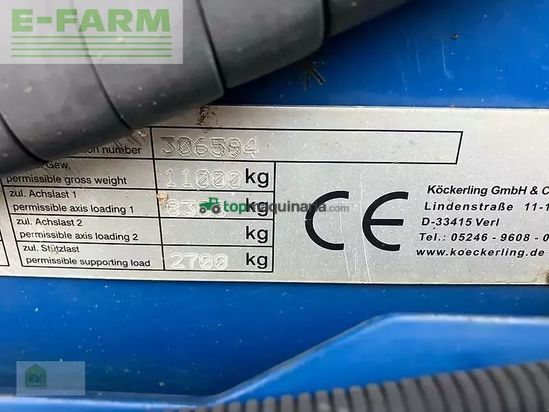 E-FARM
number 306594
Gew. permissible gross weight 11000 kg
zul. Achslast 1
permissible axis loading 1 kg
topmaquinaria.com
zul. Achslast 2
permissible axis loading 2 kg
zul. Stützlast
permissible supporting load 2700 kg
CE
Köckerling GmbH & C
Lindenstraße 11-1
D-33415 Verl
Tel.: 05246 - 9608 - 0
www.koeckerling.de